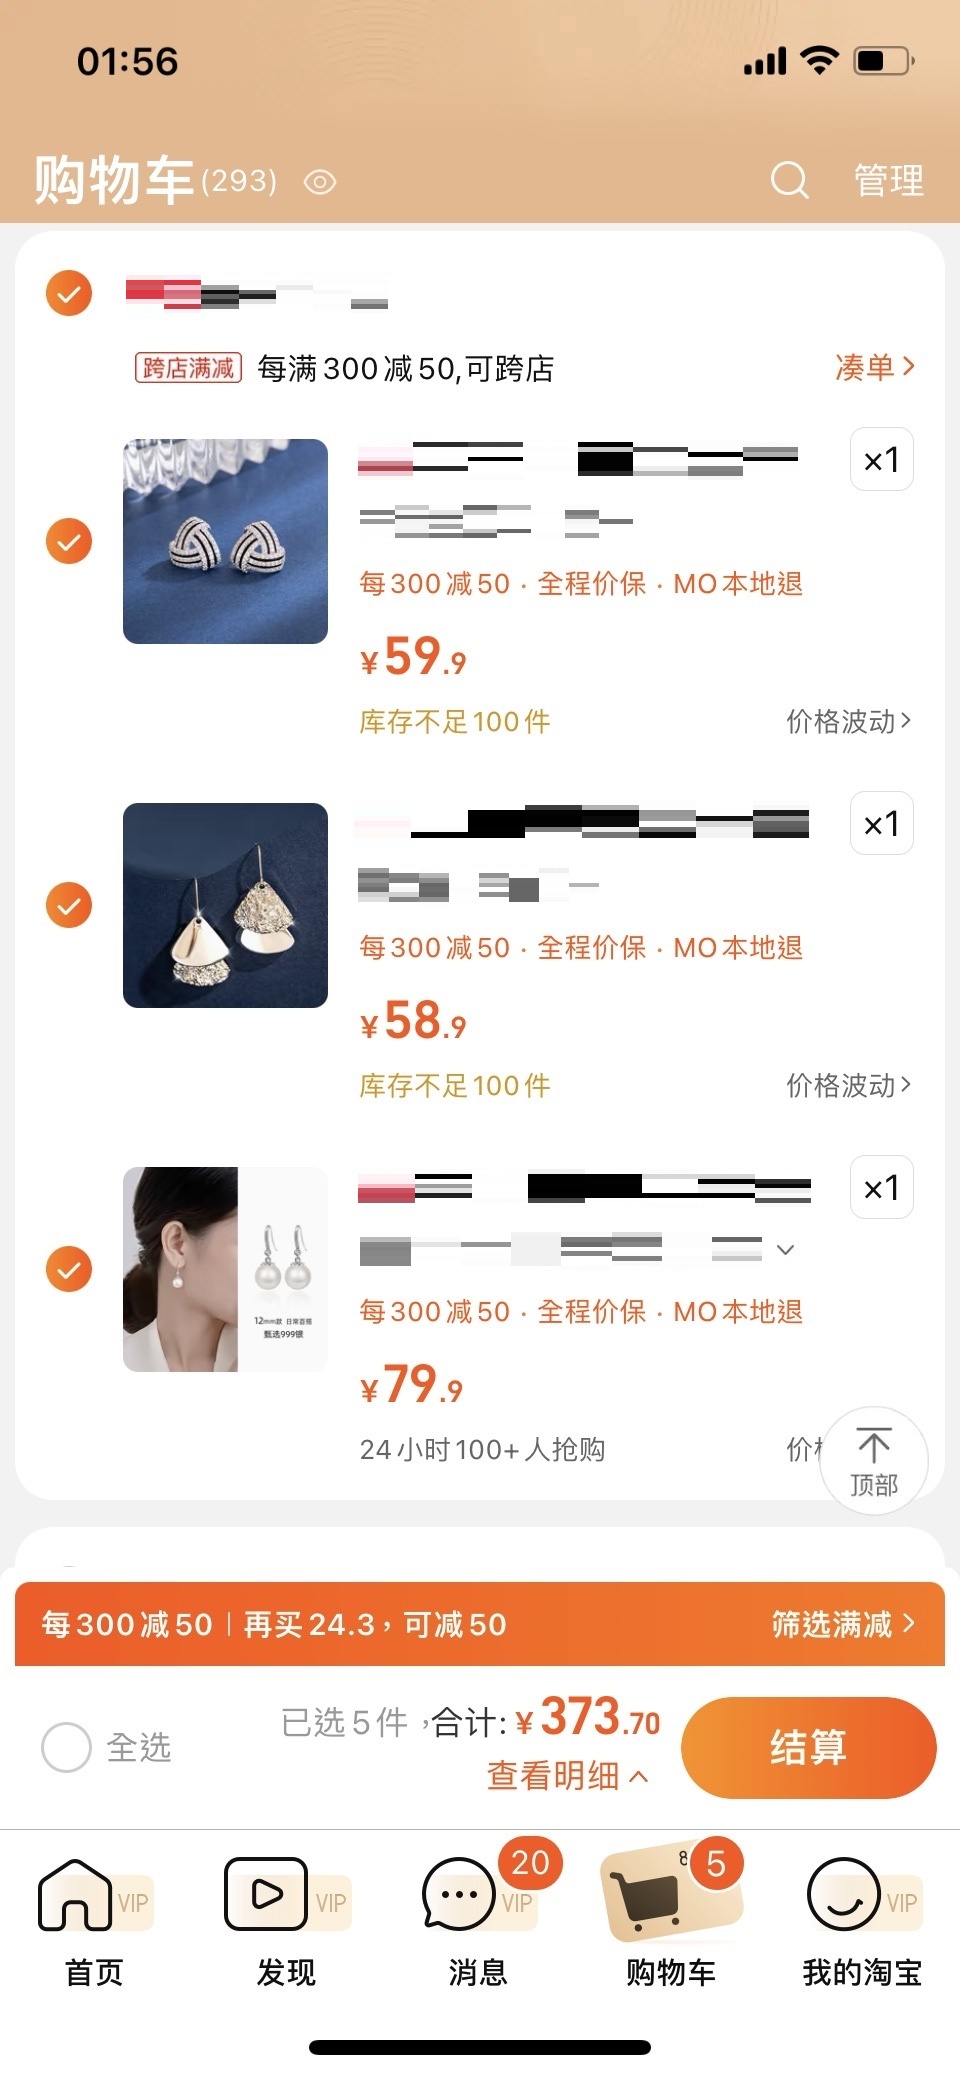 01:56
购物车(293)
管理
跨店满减 每满300减50,可跨店 凑单
×1
每300减50 · 全程价保 · MO本地退
¥59.9
库存不足100件 价格波动
×1
每300减50 · 全程价保 · MO本地退
¥58.9
库存不足100件 价格波动
×1
12mm款 日常百搭
甄选999银
每300减50 · 全程价保 · MO本地退
¥79.9
24小时100+人抢购 价
顶部
每300减50 | 再买24.3，可减50 筛选满减
全选 已选5件，合计: ¥373.70 结算
查看明细
VIP VIP 20 VIP 8 5 VIP
首页 发现 消息 购物车 我的淘宝